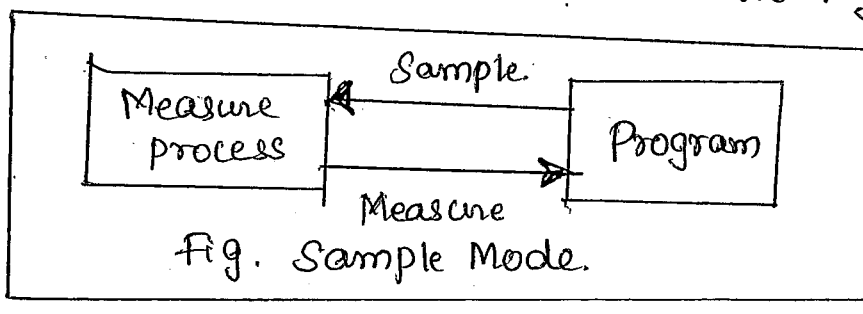 Sample.
Measure
process
Program
Measure
Fig. Sample Mode.